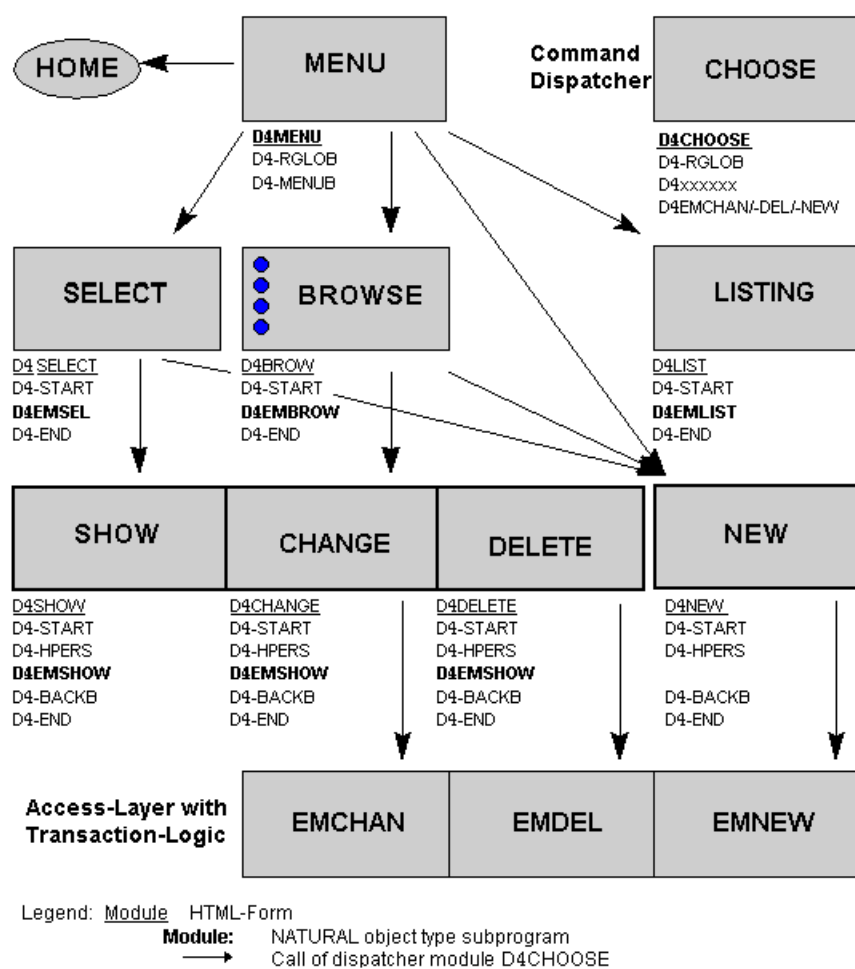 HOME
MENU
Command
Dispatcher
CHOOSE
D4MENU
D4-RGLOB
D4-MENUB
D4CHOOSE
D4-RGLOB
D4xxxxxx
D4EMCHAN/-DEL/-NEW
SELECT
BROWSE
LISTING
D4 SELECT
D4-START
D4EMSEL
D4-END
D4BROW
D4-START
D4EMBROW
D4-END
D4LIST
D4-START
D4EMLIST
D4-END
SHOW
CHANGE
DELETE
NEW
D4SHOW
D4-START
D4-HPERS
D4EMSHOW
D4-BACKB
D4-END
D4CHANGE
D4-START
D4-HPERS
D4EMSHOW
D4-BACKB
D4-END
D4DELETE
D4-START
D4-HPERS
D4EMSHOW
D4-BACKB
D4-END
D4NEW
D4-START
D4-HPERS
D4-BACKB
D4-END
Access-Layer with
Transaction-Logic
EMCHAN
EMDEL
EMNEW
Legend: Module HTML-Form
Module: NATURAL object type subprogram
Call of dispatcher module D4CHOOSE